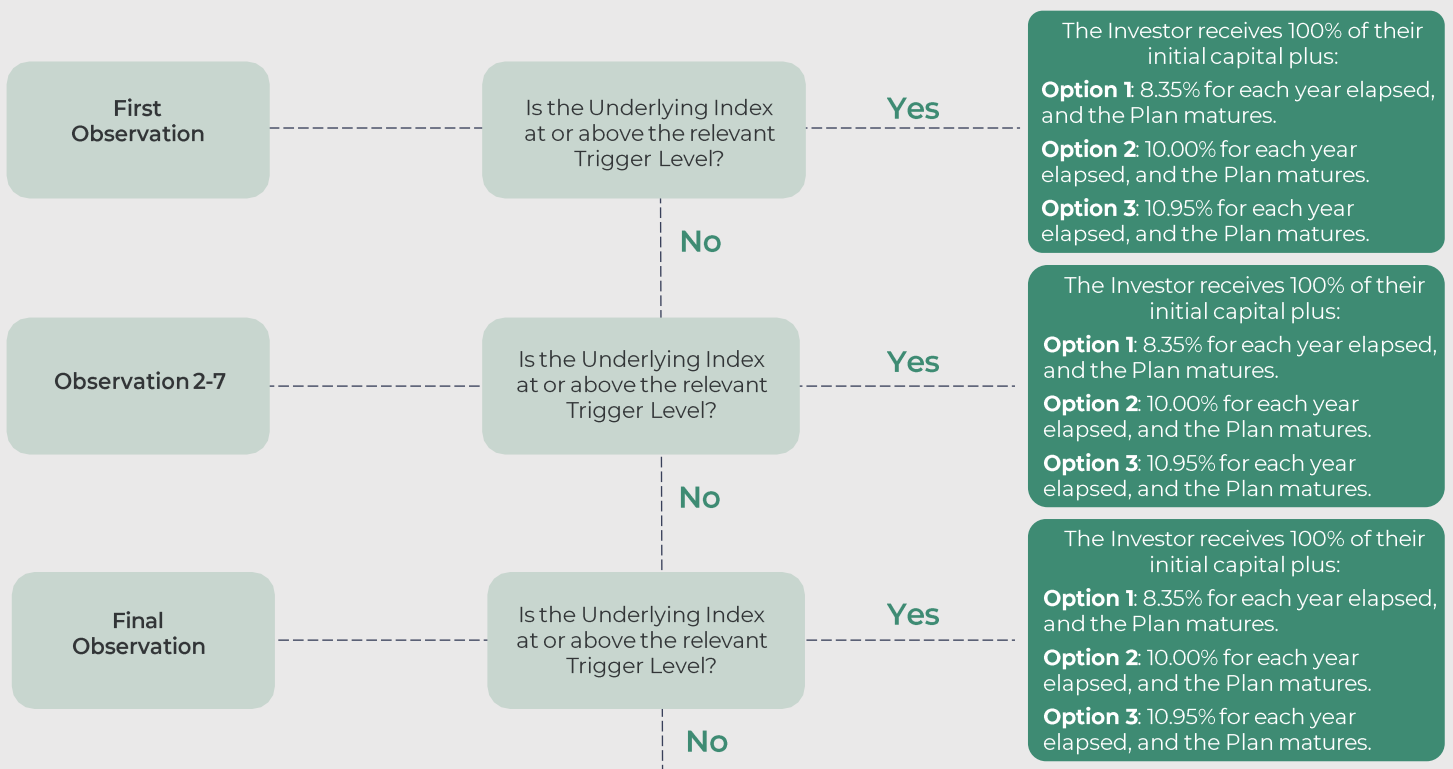 First
Observation
Is the Underlying Index
at or above the relevant
Trigger Level?
Yes
The Investor receives 100% of their
initial capital plus:
Option 1: 8.35% for each year elapsed,
and the Plan matures.
Option 2: 10.00% for each year
elapsed, and the Plan matures.
Option 3: 10.95% for each year
elapsed, and the Plan matures.
No
Observation 2-7
Is the Underlying Index
at or above the relevant
Trigger Level?
Yes
The Investor receives 100% of their
initial capital plus:
Option 1: 8.35% for each year elapsed,
and the Plan matures.
Option 2: 10.00% for each year
elapsed, and the Plan matures.
Option 3: 10.95% for each year
elapsed, and the Plan matures.
No
Final
Observation
Is the Underlying Index
at or above the relevant
Trigger Level?
Yes
The Investor receives 100% of their
initial capital plus:
Option 1: 8.35% for each year elapsed,
and the Plan matures.
Option 2: 10.00% for each year
elapsed, and the Plan matures.
Option 3: 10.95% for each year
elapsed, and the Plan matures.
No